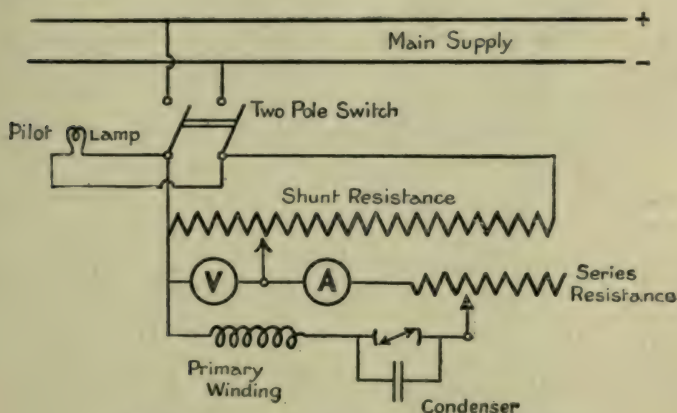 +
Main Supply
-
Two Pole Switch
Pilot Lamp
Shunt Resistance
V
A
Series
Resistance
Primary
Winding
Condenser